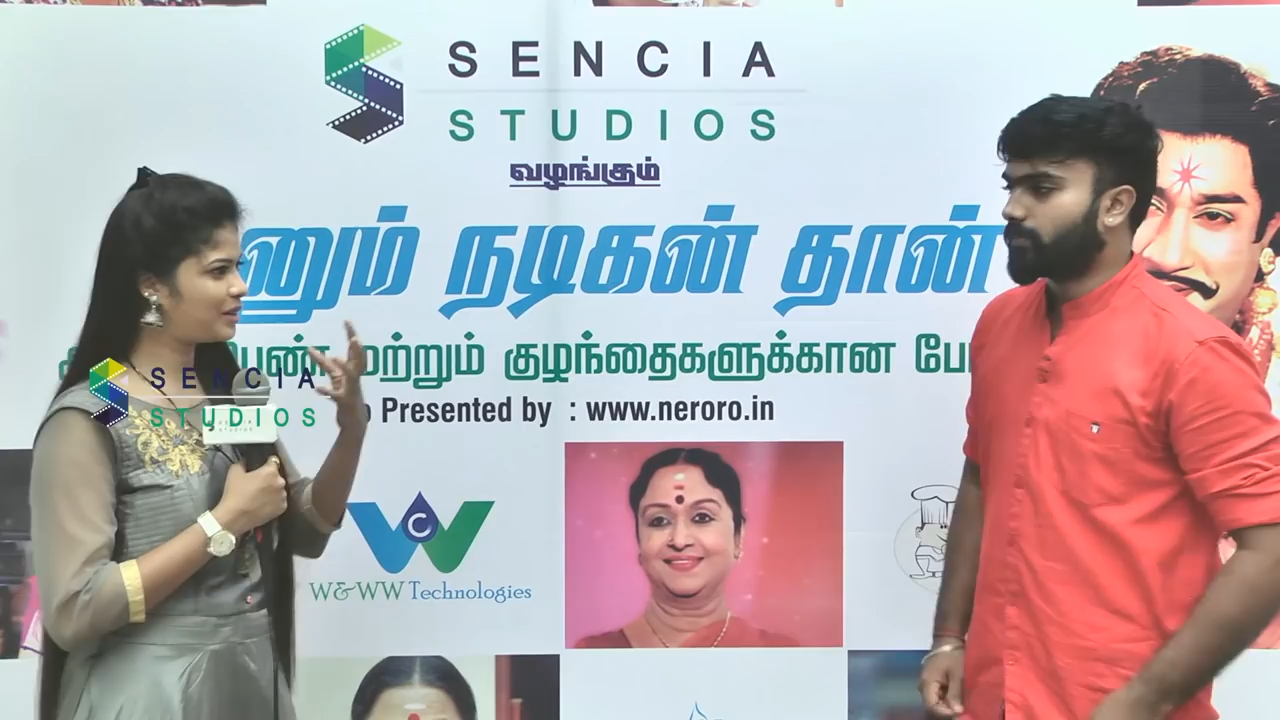 SENCIA
STUDIOS
வழங்கும்
னும் நடிகன் தான்
மற்றும் குழந்தைகளுக்கான
Presented by : www.neroro.in
SENCIA
STUDIOS
C
W&WW Technologies